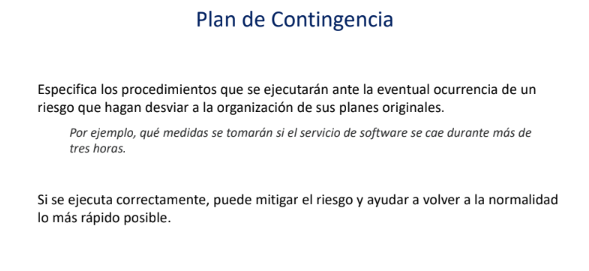 Plan de Contingencia
Especifica los procedimientos que se ejecutarán ante la eventual ocurrencia de un
riesgo que hagan desviar a la organización de sus planes originales.
Por ejemplo, qué medidas se tomarán si el servicio de software se cae durante más de
tres horas.
Si se ejecuta correctamente, puede mitigar el riesgo y ayudar a volver a la normalidad
lo más rápido posible.